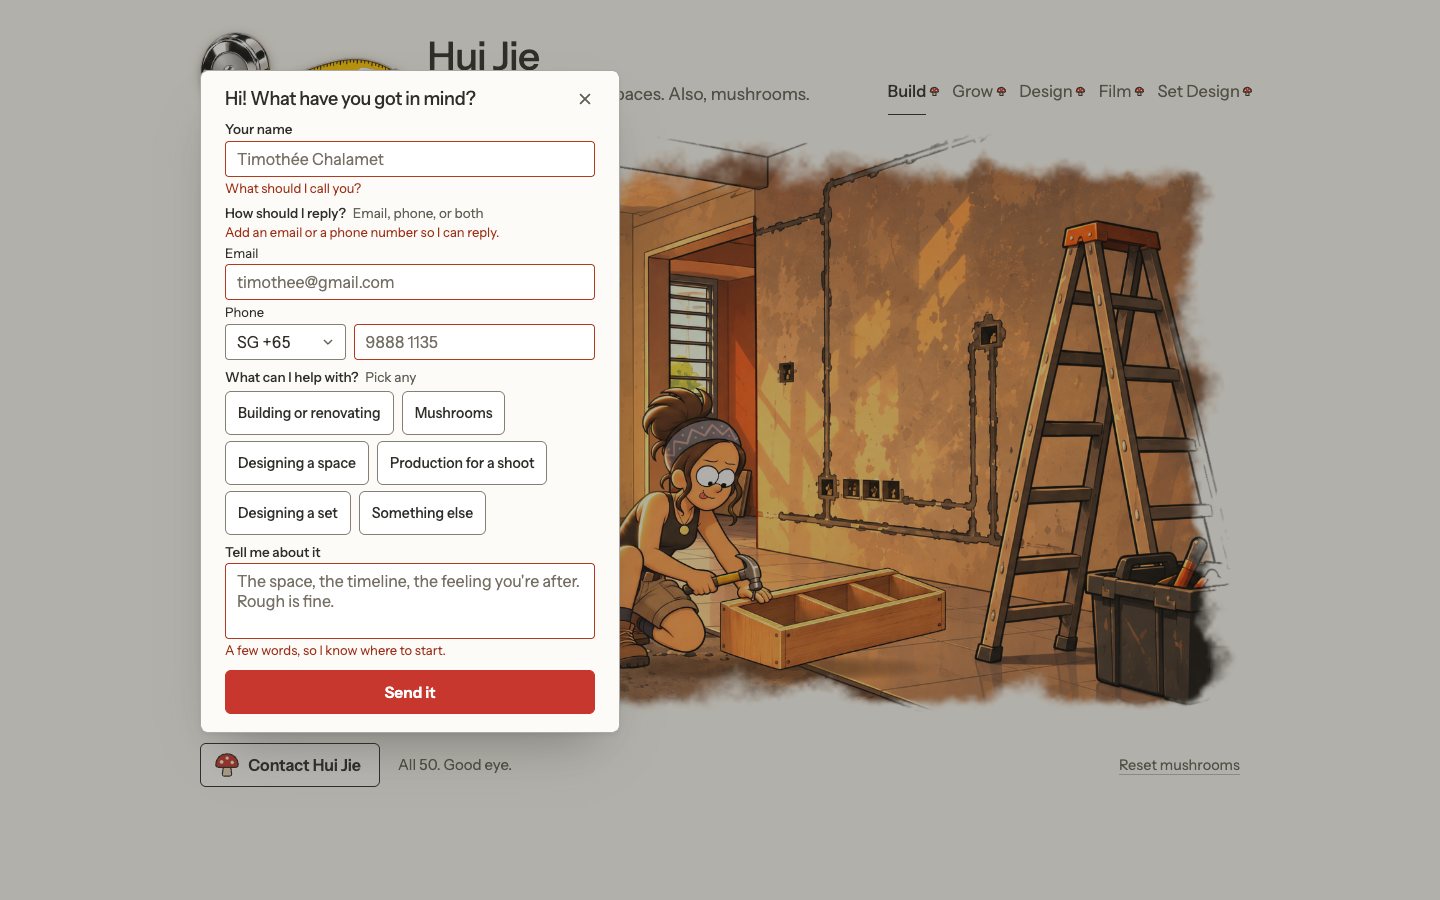 Hui Jie
paces. Also, mushrooms.
Build Grow Design Film Set Design
Hi! What have you got in mind?
Your name
Timothée Chalamet
What should I call you?
How should I reply? Email, phone, or both
Add an email or a phone number so I can reply.
Email
timothee@gmail.com
Phone
SG +65
9888 1135
What can I help with? Pick any
Building or renovating
Mushrooms
Designing a space
Production for a shoot
Designing a set
Something else
Tell me about it
The space, the timeline, the feeling you're after.
Rough is fine.
A few words, so I know where to start.
Send it
Contact Hui Jie
All 50. Good eye.
Reset mushrooms